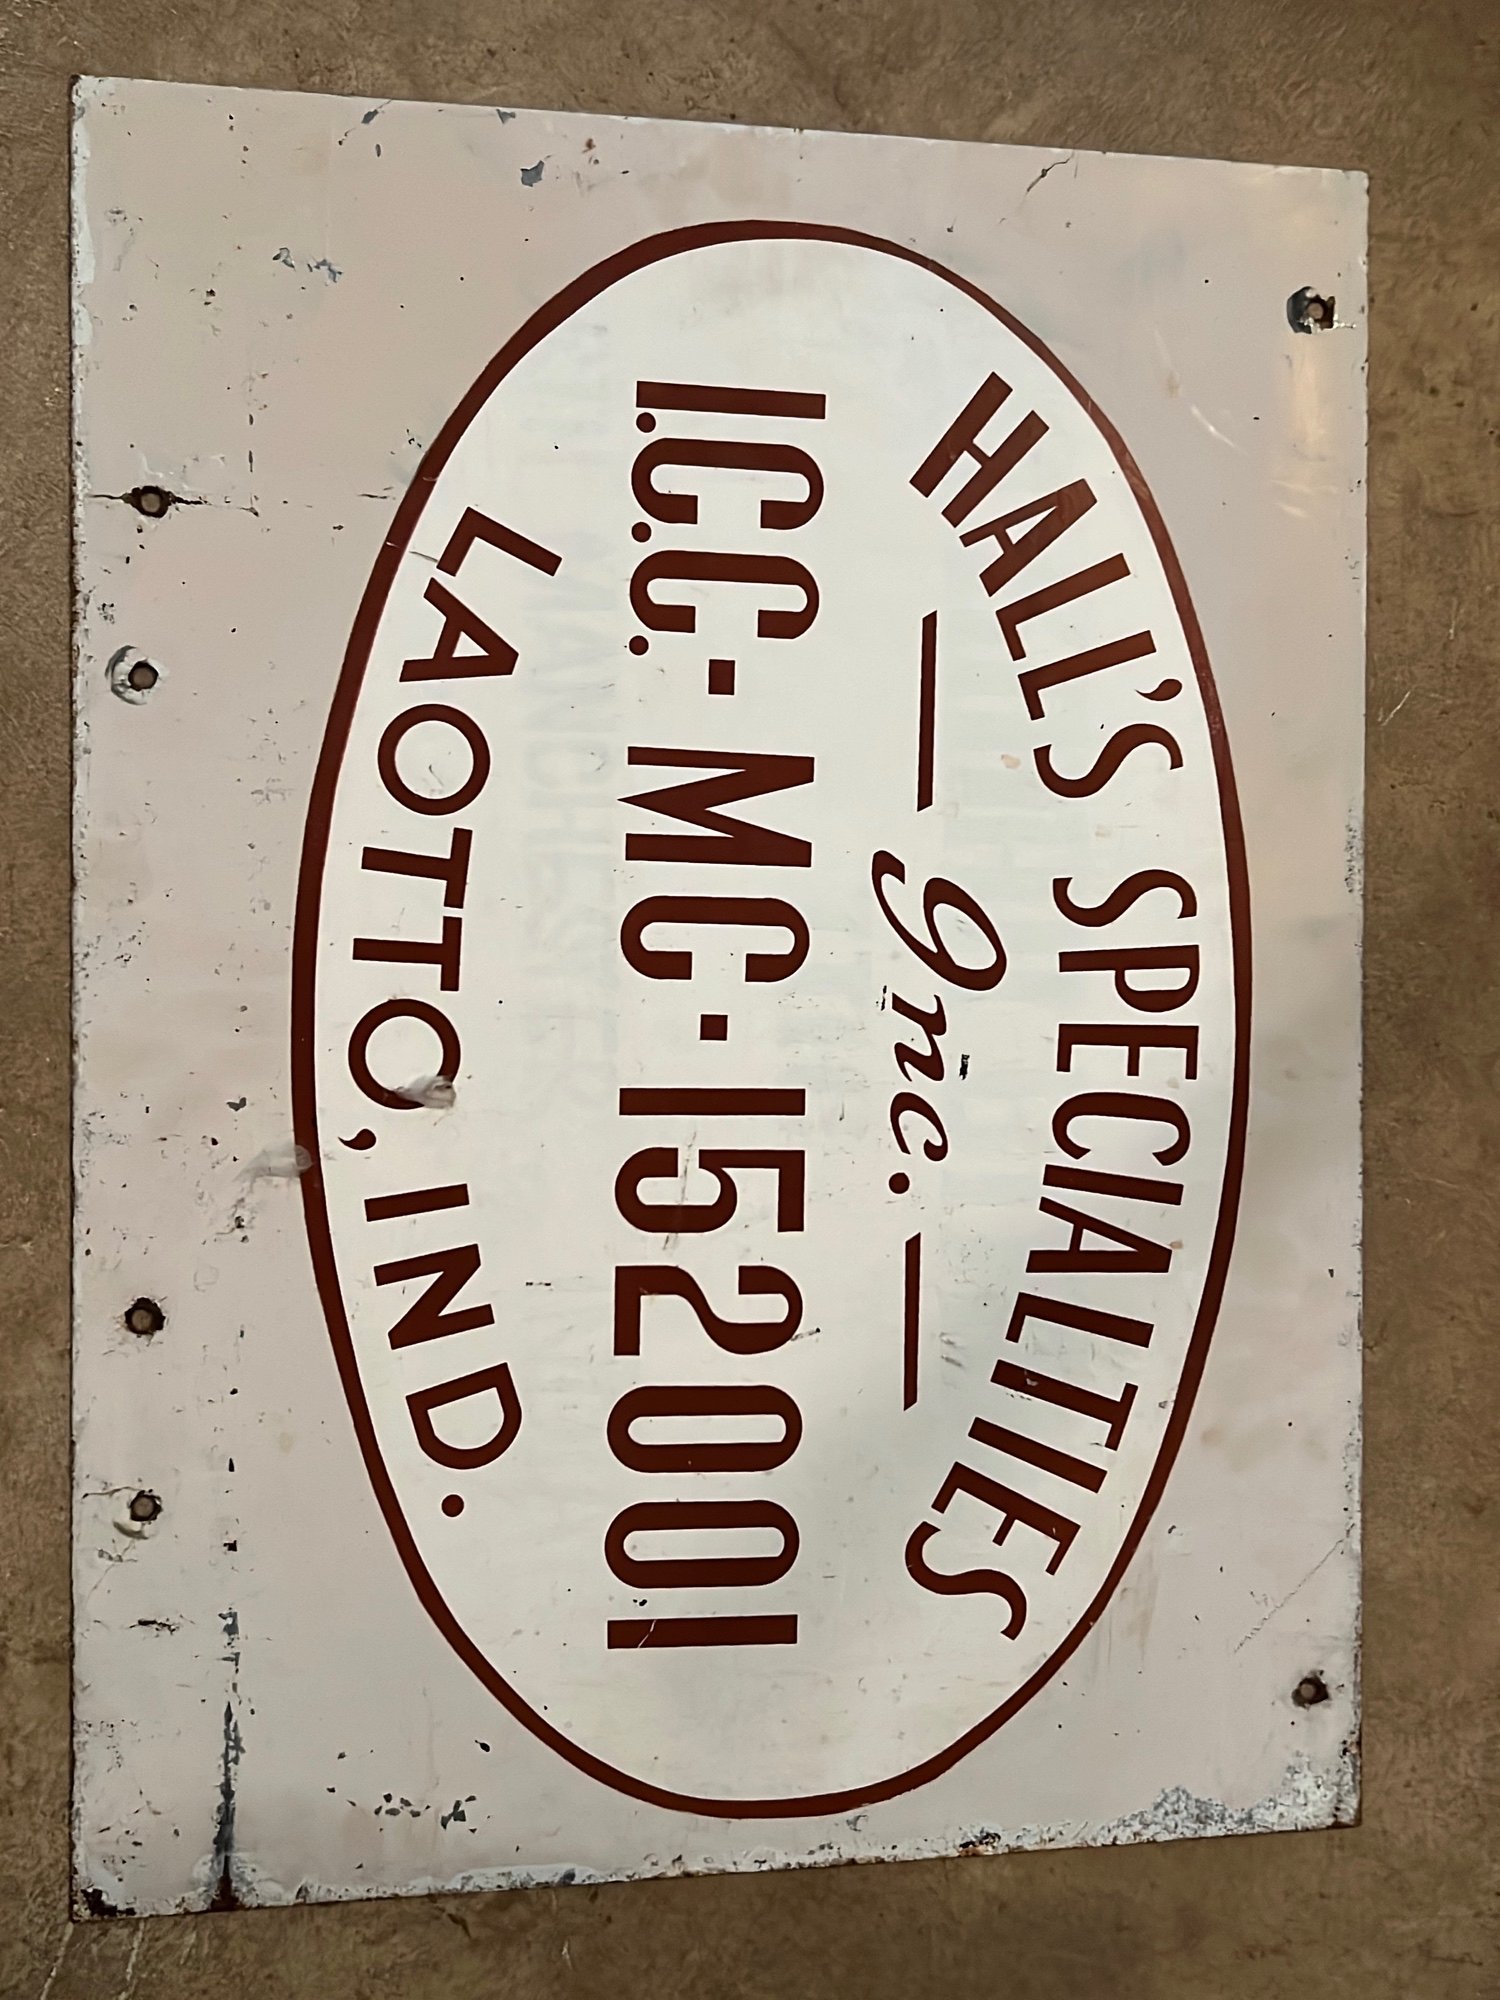 HALL'S SPECIALTIES
Inc.
I.C.C. - MC - 152001
LAOTTO, IND.